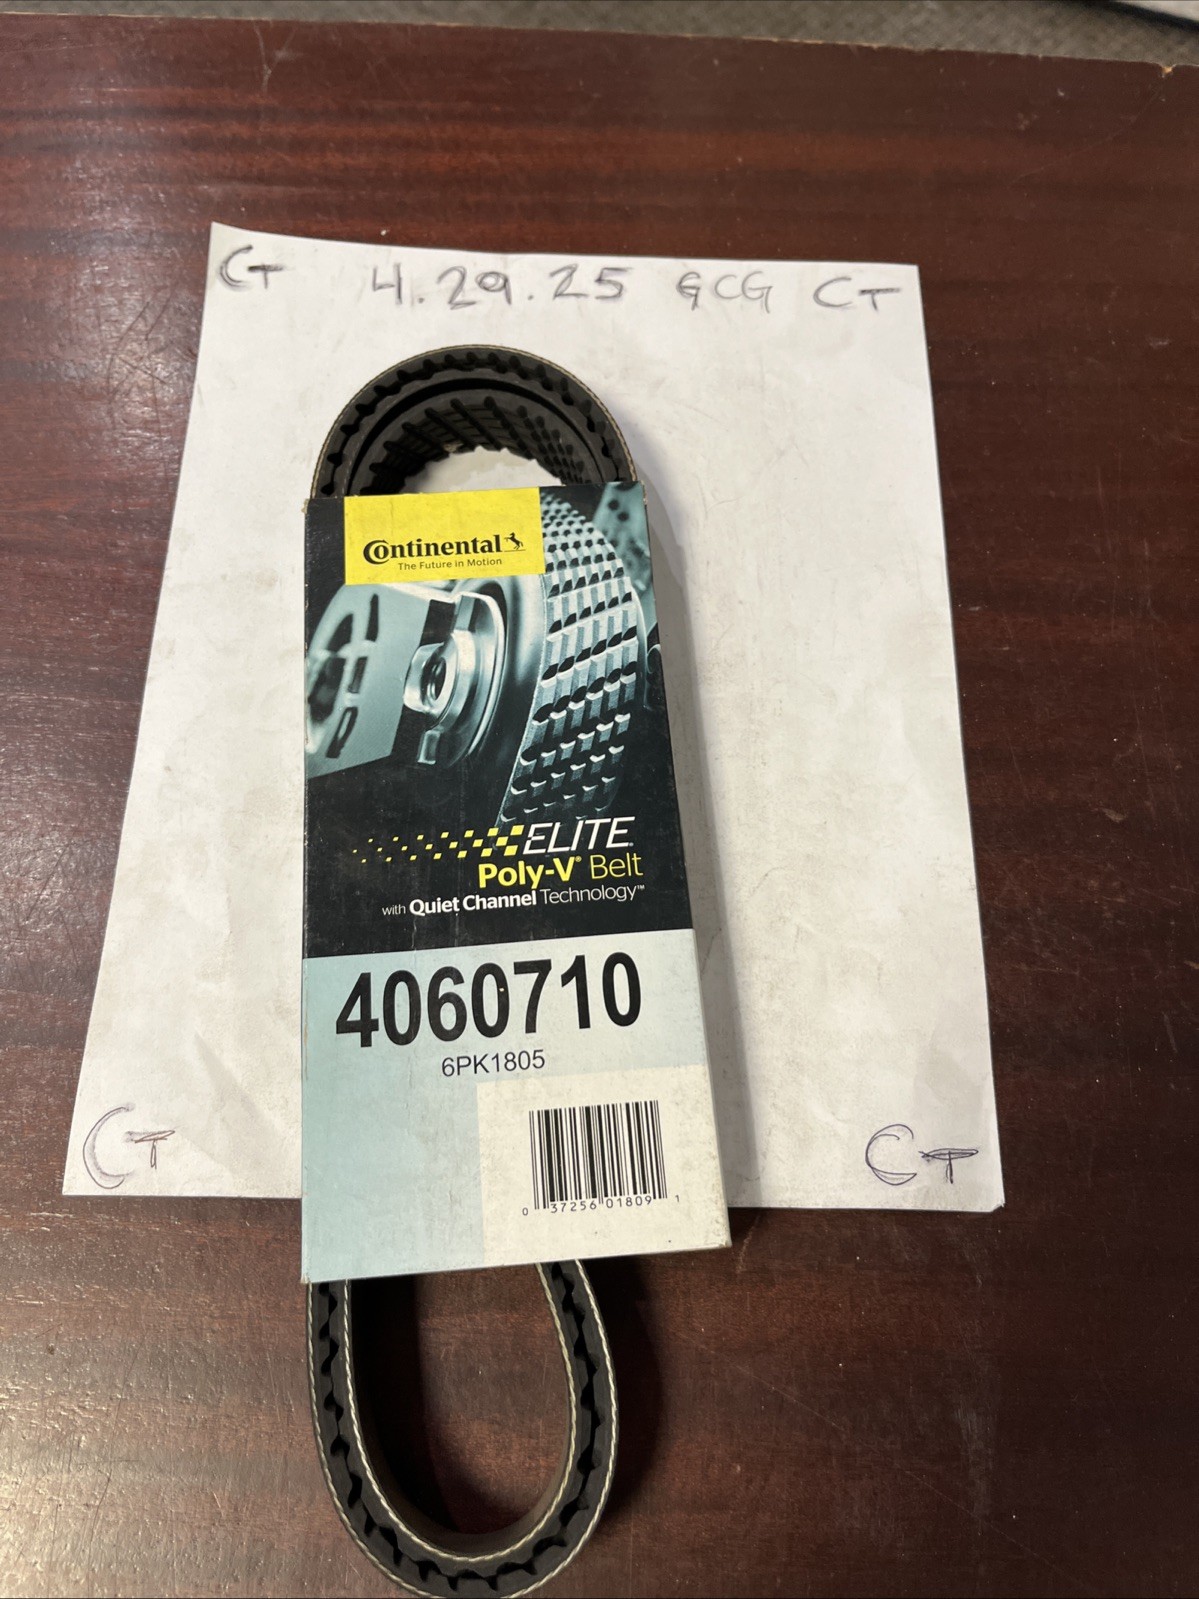 CT 4.29.25 GCG CT
Continental
The Future in Motion
ELITE®
Poly-V® Belt
with Quiet Channel Technology™
4060710
6PK1805
0 37256 01809 1
CT CT